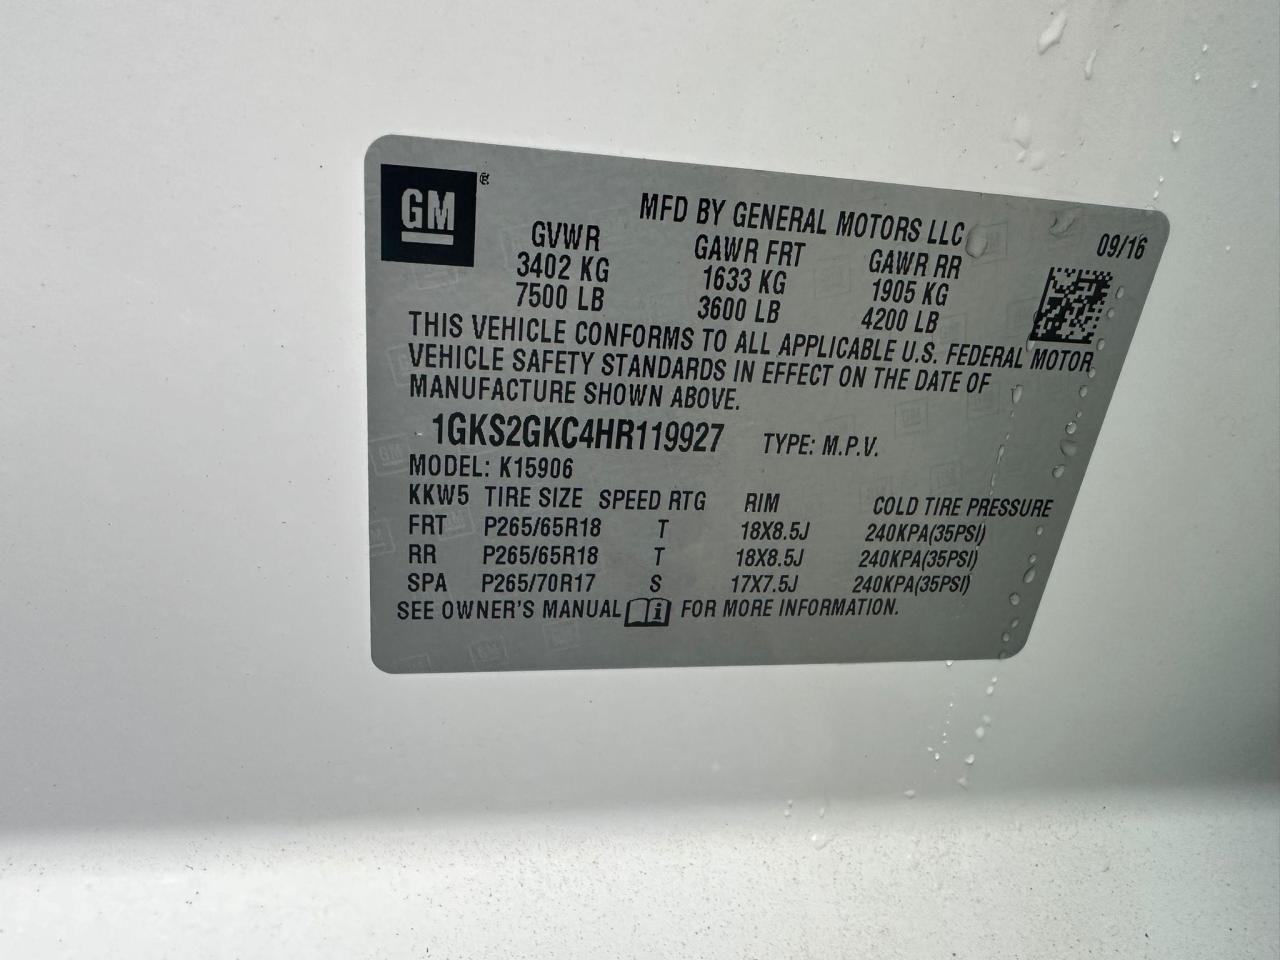 GM ®
MFD BY GENERAL MOTORS LLC
09/16
GVWR GAWR FRT GAWR RR
3402 KG 1633 KG 1905 KG
7500 LB 3600 LB 4200 LB
THIS VEHICLE CONFORMS TO ALL APPLICABLE U.S. FEDERAL MOTOR
VEHICLE SAFETY STANDARDS IN EFFECT ON THE DATE OF
MANUFACTURE SHOWN ABOVE.
1GKS2GKC4HR119927 TYPE: M.P.V.
MODEL: K15906
KKW5 TIRE SIZE SPEED RTG RIM COLD TIRE PRESSURE
FRT P265/65R18 T 18X8.5J 240KPA(35PSI)
RR P265/65R18 T 18X8.5J 240KPA(35PSI)
SPA P265/70R17 S 17X7.5J 240KPA(35PSI)
SEE OWNER'S MANUAL i FOR MORE INFORMATION.